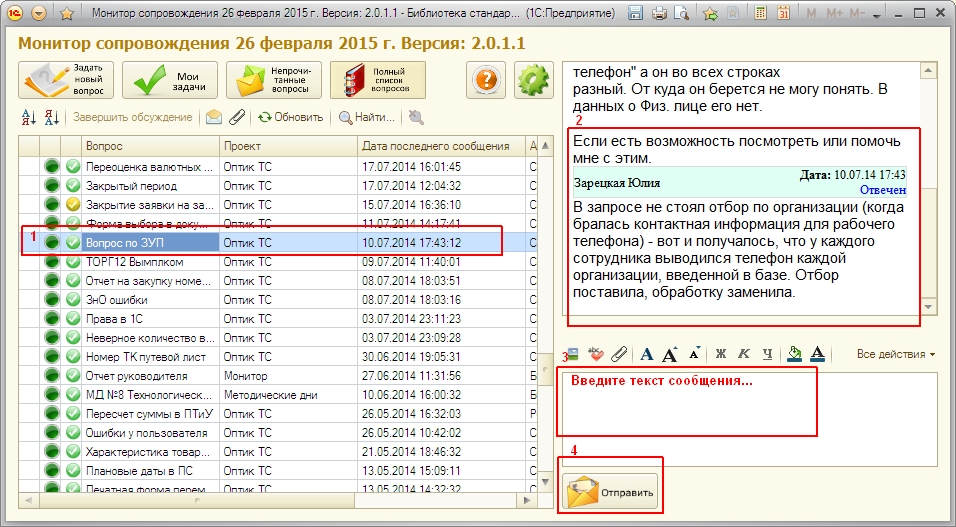 Монитор сопровождения 26 февраля 2015 г. Версия: 2.0.1.1 - Библиотека стандар... (1С:Предприятие)
M M+ M-
Монитор сопровождения 26 февраля 2015 г. Версия: 2.0.1.1
Задать новый вопрос
Мои задачи
Непрочи-танные вопросы
Полный список вопросов
Завершить обсуждение
Обновить
Найти...
Вопрос Проект Дата последнего сообщения А
Переоценка валютных ... Оптик ТС 17.07.2014 16:01:45 С
Закрытый период Оптик ТС 17.07.2014 12:04:32 С
Закрытие заявки на за... Оптик ТС 15.07.2014 16:36:10 С
Форма выбора в доку... Оптик ТС 11.07.2014 14:17:41 С
1
Вопрос по ЗУП Оптик ТС 10.07.2014 17:43:12 С
ТОРГ12 Вымплком Оптик ТС 09.07.2014 11:40:01 С
Отчет на закупку номе... Оптик ТС 08.07.2014 18:03:51 С
ЗнО ошибки Оптик ТС 08.07.2014 18:03:16 С
Права в 1С Оптик ТС 03.07.2014 23:11:23 С
Неверное количество в... Оптик ТС 03.07.2014 23:09:28 С
Номер ТК путевой лист Оптик ТС 30.06.2014 19:05:31 С
Отчет руководителя Монитор 27.06.2014 11:31:56 Б
МД №8 Технологическ... Методические дни 10.06.2014 16:00:32 Б
Пересчет суммы в ПТиУ Оптик ТС 26.05.2014 16:32:03 Р
Ошибки у пользователя Оптик ТС 26.05.2014 10:42:02 С
Характеристика товар... Оптик ТС 21.05.2014 18:46:32 С
Плановые даты в ПС Оптик ТС 13.05.2014 15:09:11 С
Печатная форма перем... Оптик ТС 13.05.2014 14:32:32 С
телефон" а он во всех строках
разный. От куда он берется не могу понять. В
данных о Физ. лице его нет.
2
Если есть возможность посмотреть или помочь
мне с этим.
Дата: 10.07.14 17:43
Зарецкая Юлия
Отвечен
В запросе не стоял отбор по организации (когда
бралась контактная информация для рабочего
телефона) - вот и получалось, что у каждого
сотрудника выводился телефон каждой
организации, введенной в базе. Отбор
поставила, обработку заменила.
3
А А А Ж К Ч А Все действия
Введите текст сообщения...
4
Отправить